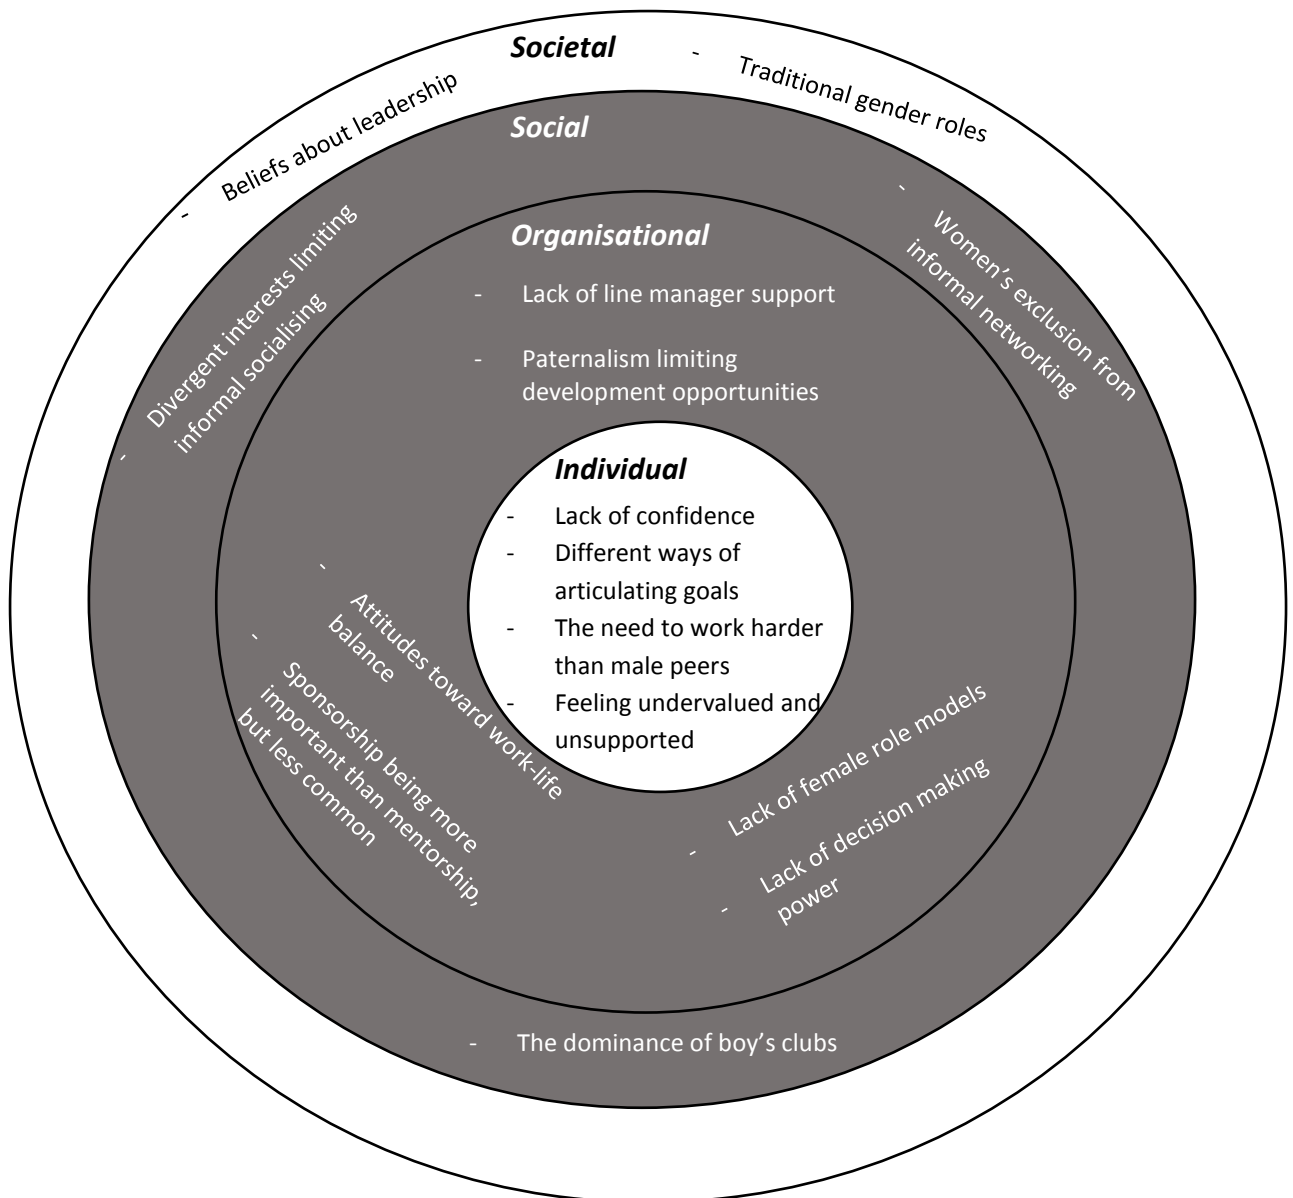 Societal
- Beliefs about leadership
- Traditional gender roles
Social
- Divergent interests limiting
informal socialising
- Women's exclusion from
informal networking
- The dominance of boy's clubs
Organisational
- Lack of line manager support
- Paternalism limiting
development opportunities
- Attitudes toward work-life
balance
- Sponsorship being more
important than mentorship,
but less common
- Lack of female role models
- Lack of decision making
power
Individual
- Lack of confidence
- Different ways of
articulating goals
- The need to work harder
than male peers
- Feeling undervalued and
unsupported